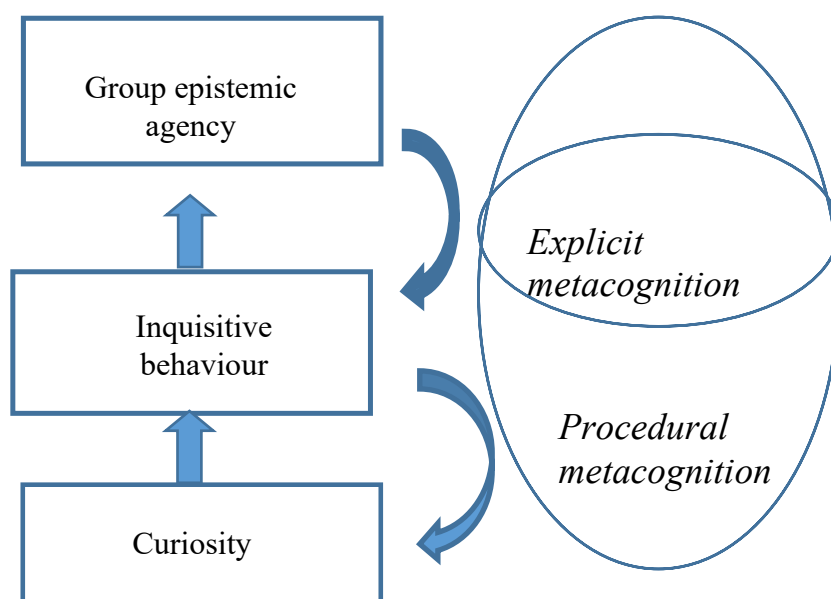 Group epistemic
agency
Explicit
metacognition
Inquisitive
behaviour
Procedural
metacognition
Curiosity